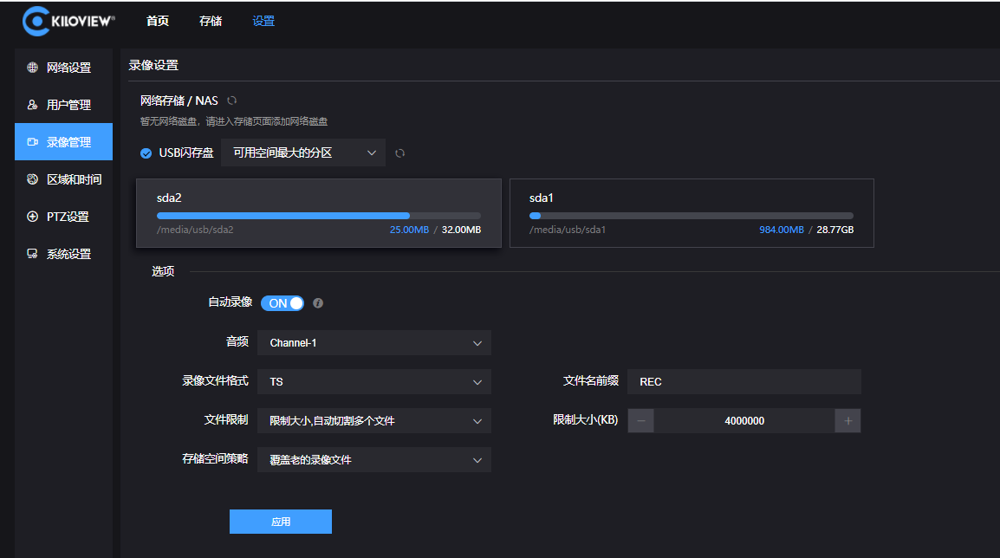 KILOVIEW® 首页 存储 设置
网络设置
用户管理
录像管理
区域和时间
PTZ设置
系统设置
录像设置
网络存储 / NAS
暂无网络磁盘，请进入存储页面添加网络磁盘
USB闪存盘 可用空间最大的分区
sda2
/media/usb/sda2 25.00MB / 32.00MB
sda1
/media/usb/sda1 984.00MB / 28.77GB
选项
自动录像 ON
音频 Channel-1
录像文件格式 TS 文件名前缀 REC
文件限制 限制大小,自动切割多个文件 限制大小(KB) − 4000000 +
存储空间策略 覆盖老的录像文件
应用